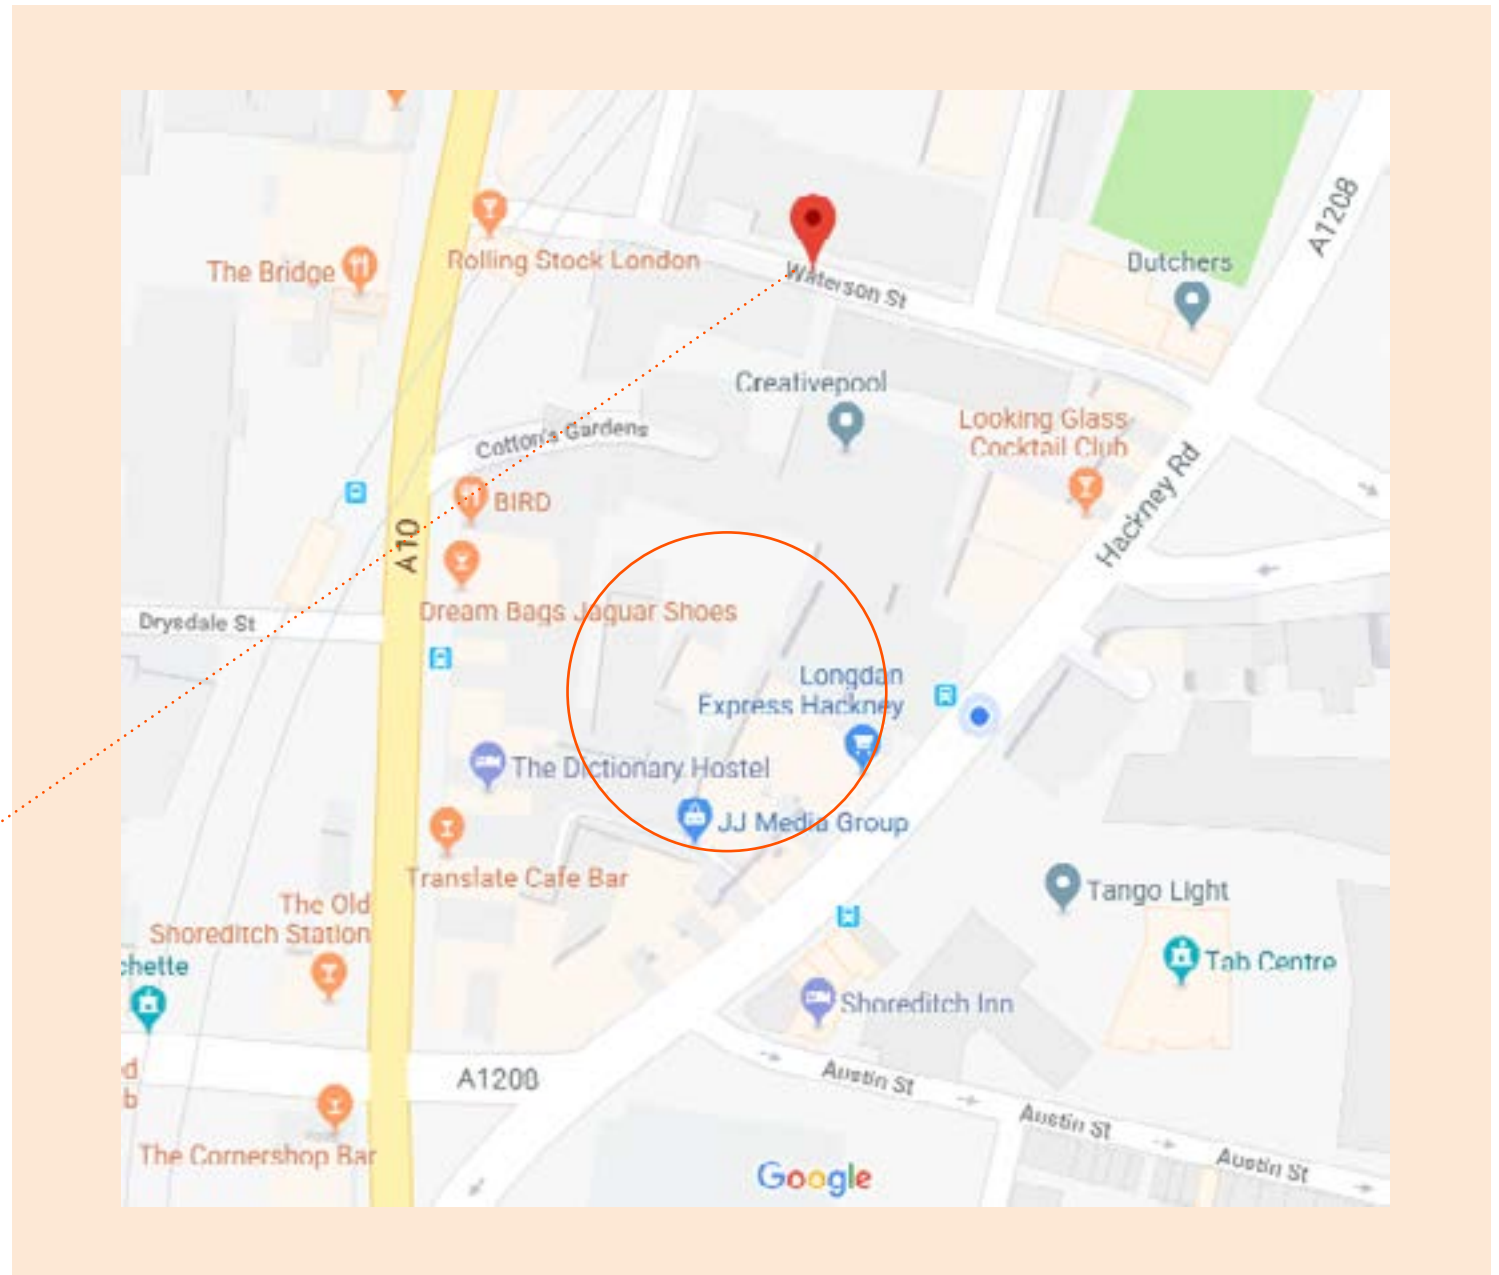 A1208
Rolling Stock London
The Bridge
Dutchers
Waterson St
Creativepool
Looking Glass
Cocktail Club
Cotton's Gardens
Hackney Rd
BIRD
A10
Dream Bags Jaguar Shoes
Drysdale St
Longdan
Express Hackney
The Dictionary Hostel
JJ Media Group
Translate Cafe Bar
Tango Light
The Old
Shoreditch Station
chette
Tab Centre
Shoreditch Inn
d
b
A1208
Austin St
Austin St
Austin St
The Cornershop Bar
Google